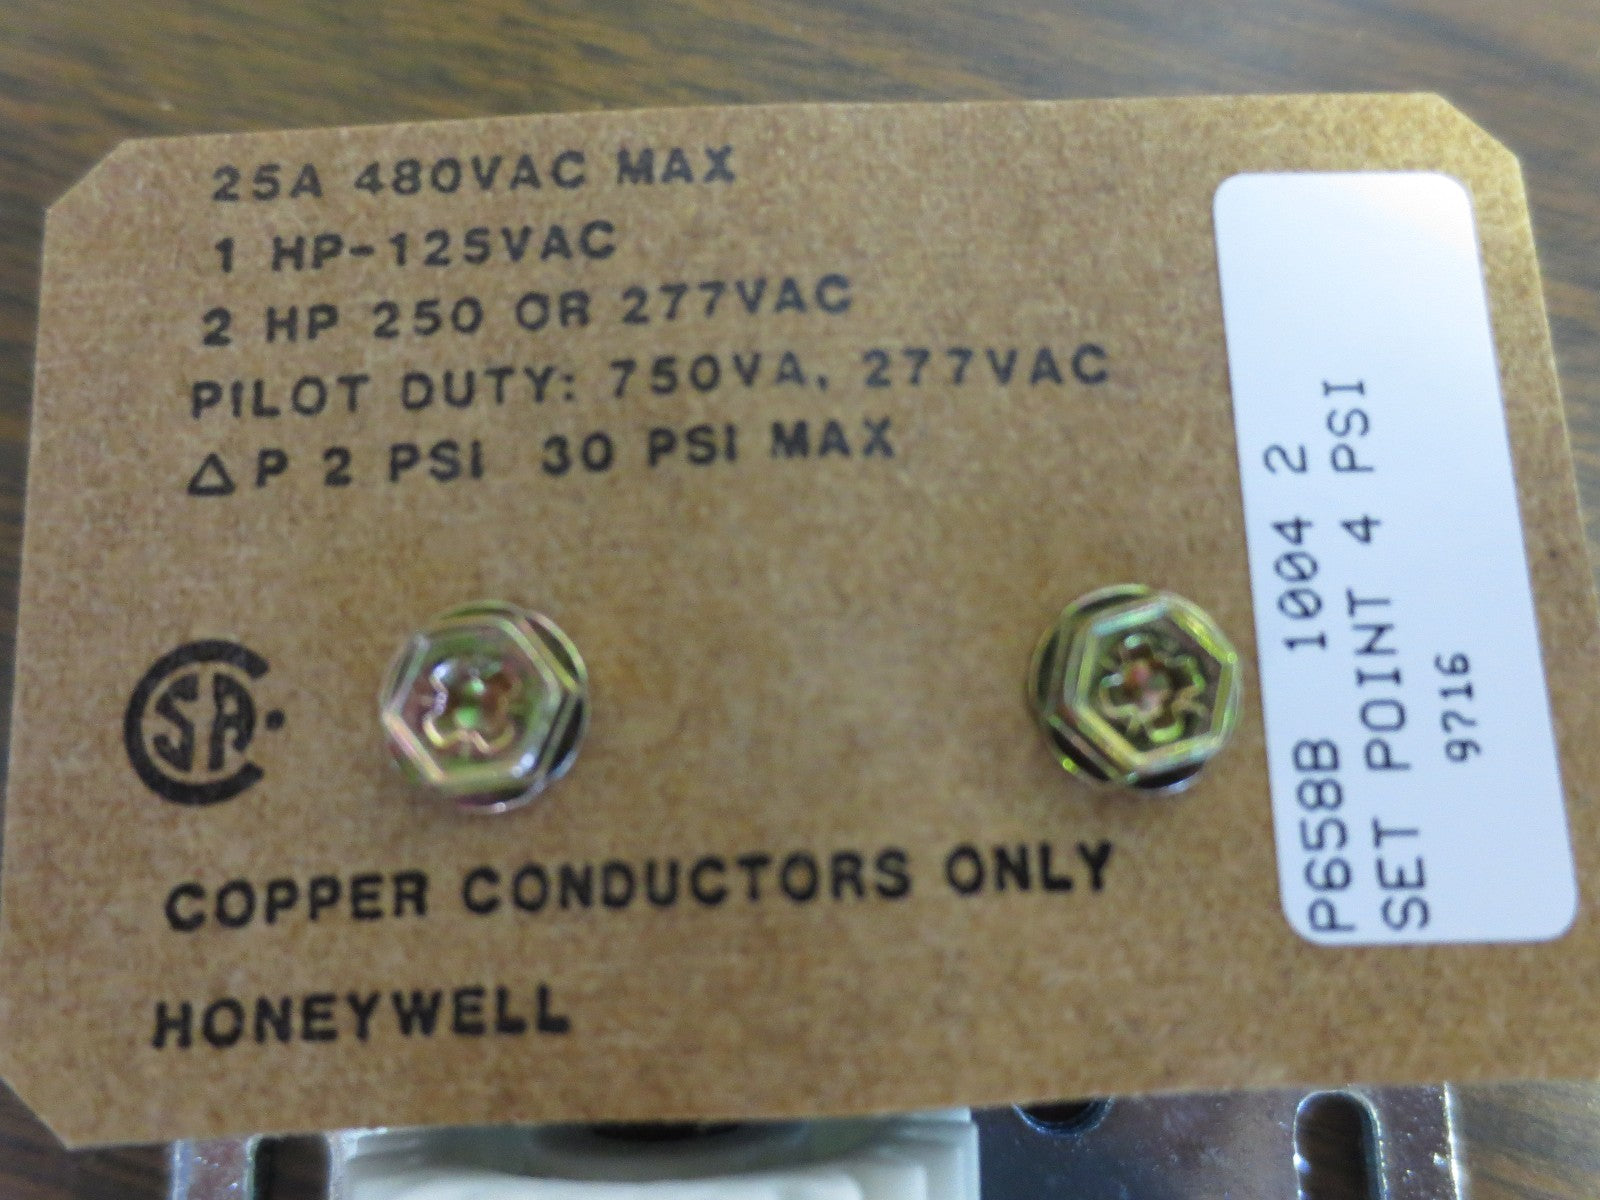 25A 480VAC MAX
1 HP-125VAC
2 HP 250 OR 277VAC
PILOT DUTY: 750VA, 277VAC
△P 2 PSI 30 PSI MAX
CSA
COPPER CONDUCTORS ONLY
HONEYWELL
P658B 1004 2
SET POINT 4 PSI
9716